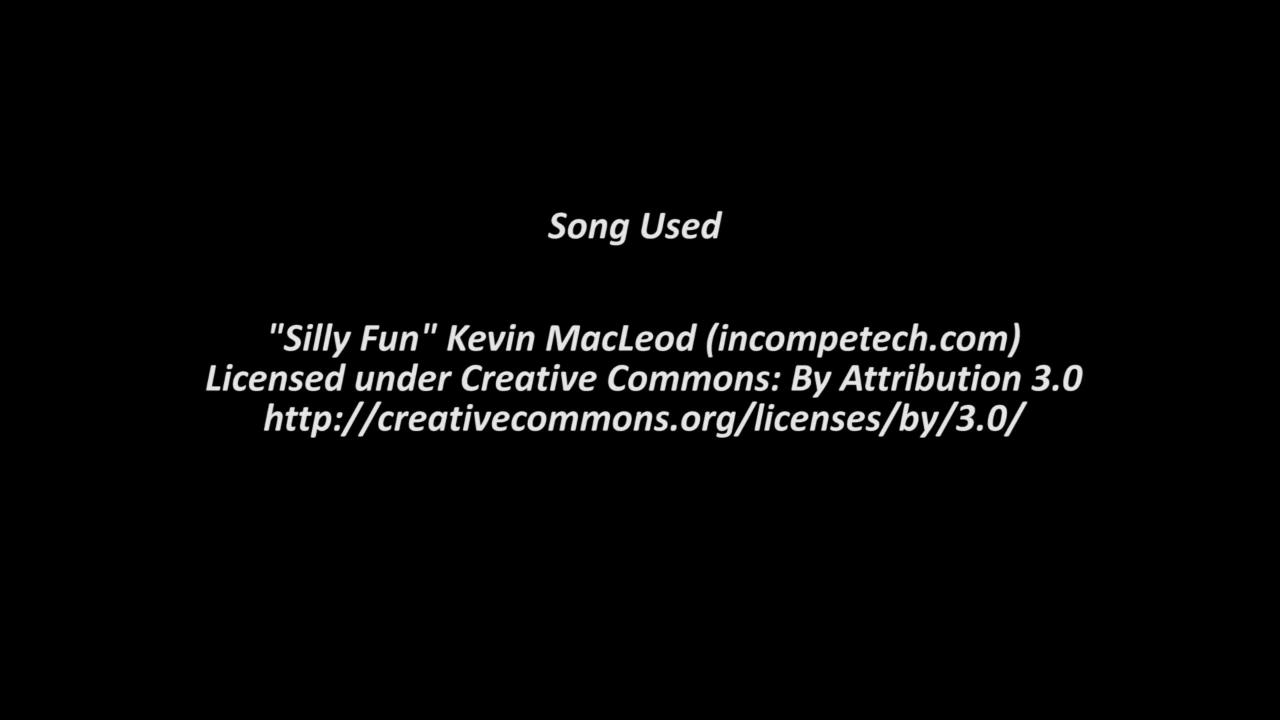 Song Used
"Silly Fun" Kevin MacLeod (incompetech.com)
Licensed under Creative Commons: By Attribution 3.0
http://creativecommons.org/licenses/by/3.0/